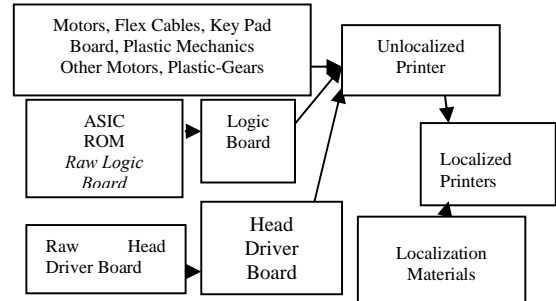 Motors, Flex Cables, Key Pad
Board, Plastic Mechanics
Other Motors, Plastic-Gears
Unlocalized
Printer
ASIC
ROM
Raw Logic
Board
Logic
Board
Localized
Printers
Raw Head
Driver Board
Head
Driver
Board
Localization
Materials